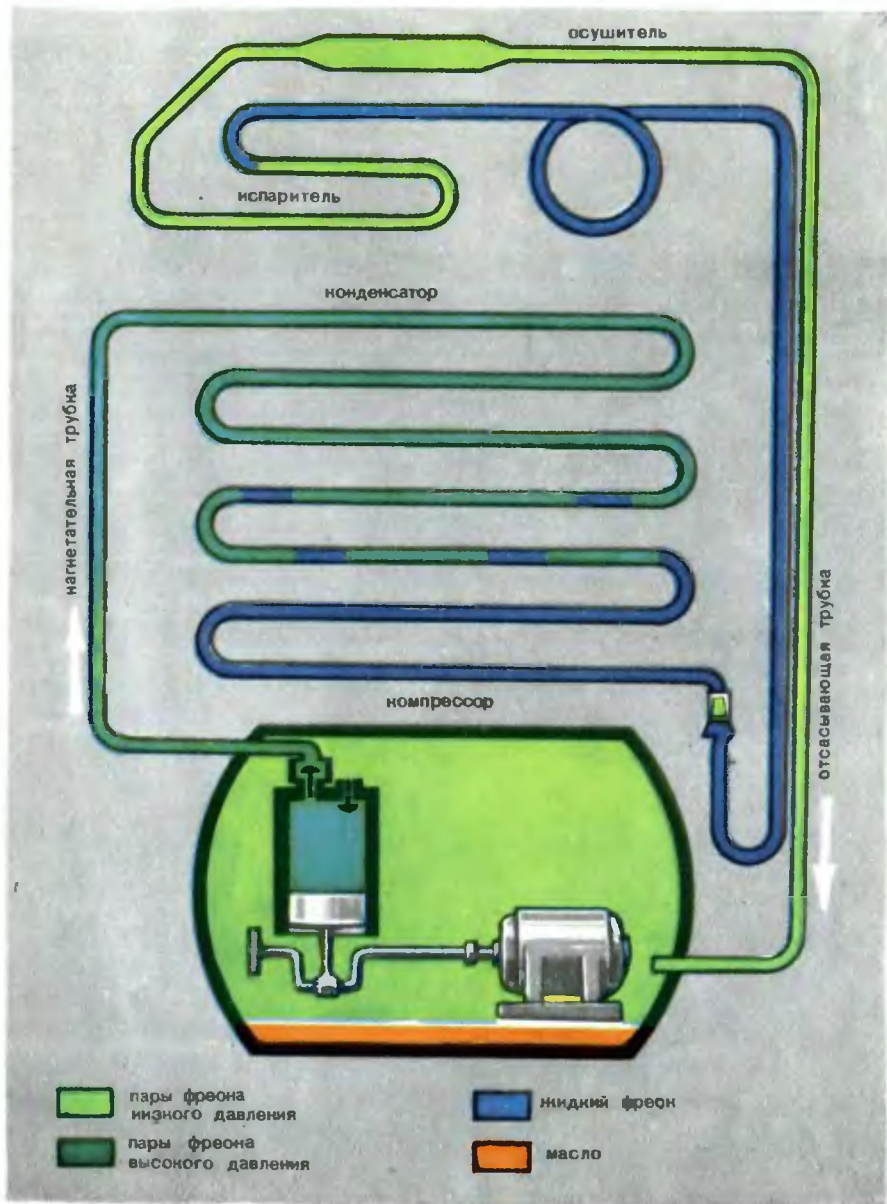 осушитель
испаритель
конденсатор
нагнетательная трубка
компрессор
отсасывающая трубка
пары фреона
низкого давления
жидкий фреон
пары фреона
высокого давления
масло